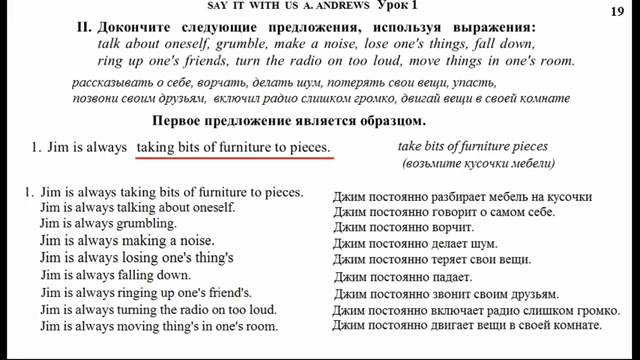 SAY IT WITH US A. ANDREWS Урок 1
19
II. Докончите следующие предложения, используя выражения:
talk about oneself, grumble, make a noise, lose one's things, fall down,
ring up one's friends, turn the radio on too loud, move things in one's room.
рассказывать о себе, ворчать, делать шум, потерять свои вещи, упасть,
позвони своим друзьям, включил радио слишком громко, двигай вещи в своей комнате
Первое предложение является образцом.
1. Jim is always taking bits of furniture to pieces.
take bits of furniture pieces
(возьмите кусочки мебели)
1. Jim is always taking bits of furniture to pieces.
Jim is always talking about oneself.
Jim is always grumbling.
Jim is always making a noise.
Jim is always losing one's thing's
Jim is always falling down.
Jim is always ringing up one's friend's.
Jim is always turning the radio on too loud.
Jim is always moving thing's in one's room.
Джим постоянно разбирает мебель на кусочки
Джим постоянно говорит о самом себе.
Джим постоянно ворчит.
Джим постоянно делает шум.
Джим постоянно теряет свои вещи.
Джим постоянно падает.
Джим постоянно звонит своим друзьям.
Джим постоянно включает радио слишком громко.
Джим постоянно двигает вещи в своей комнате.